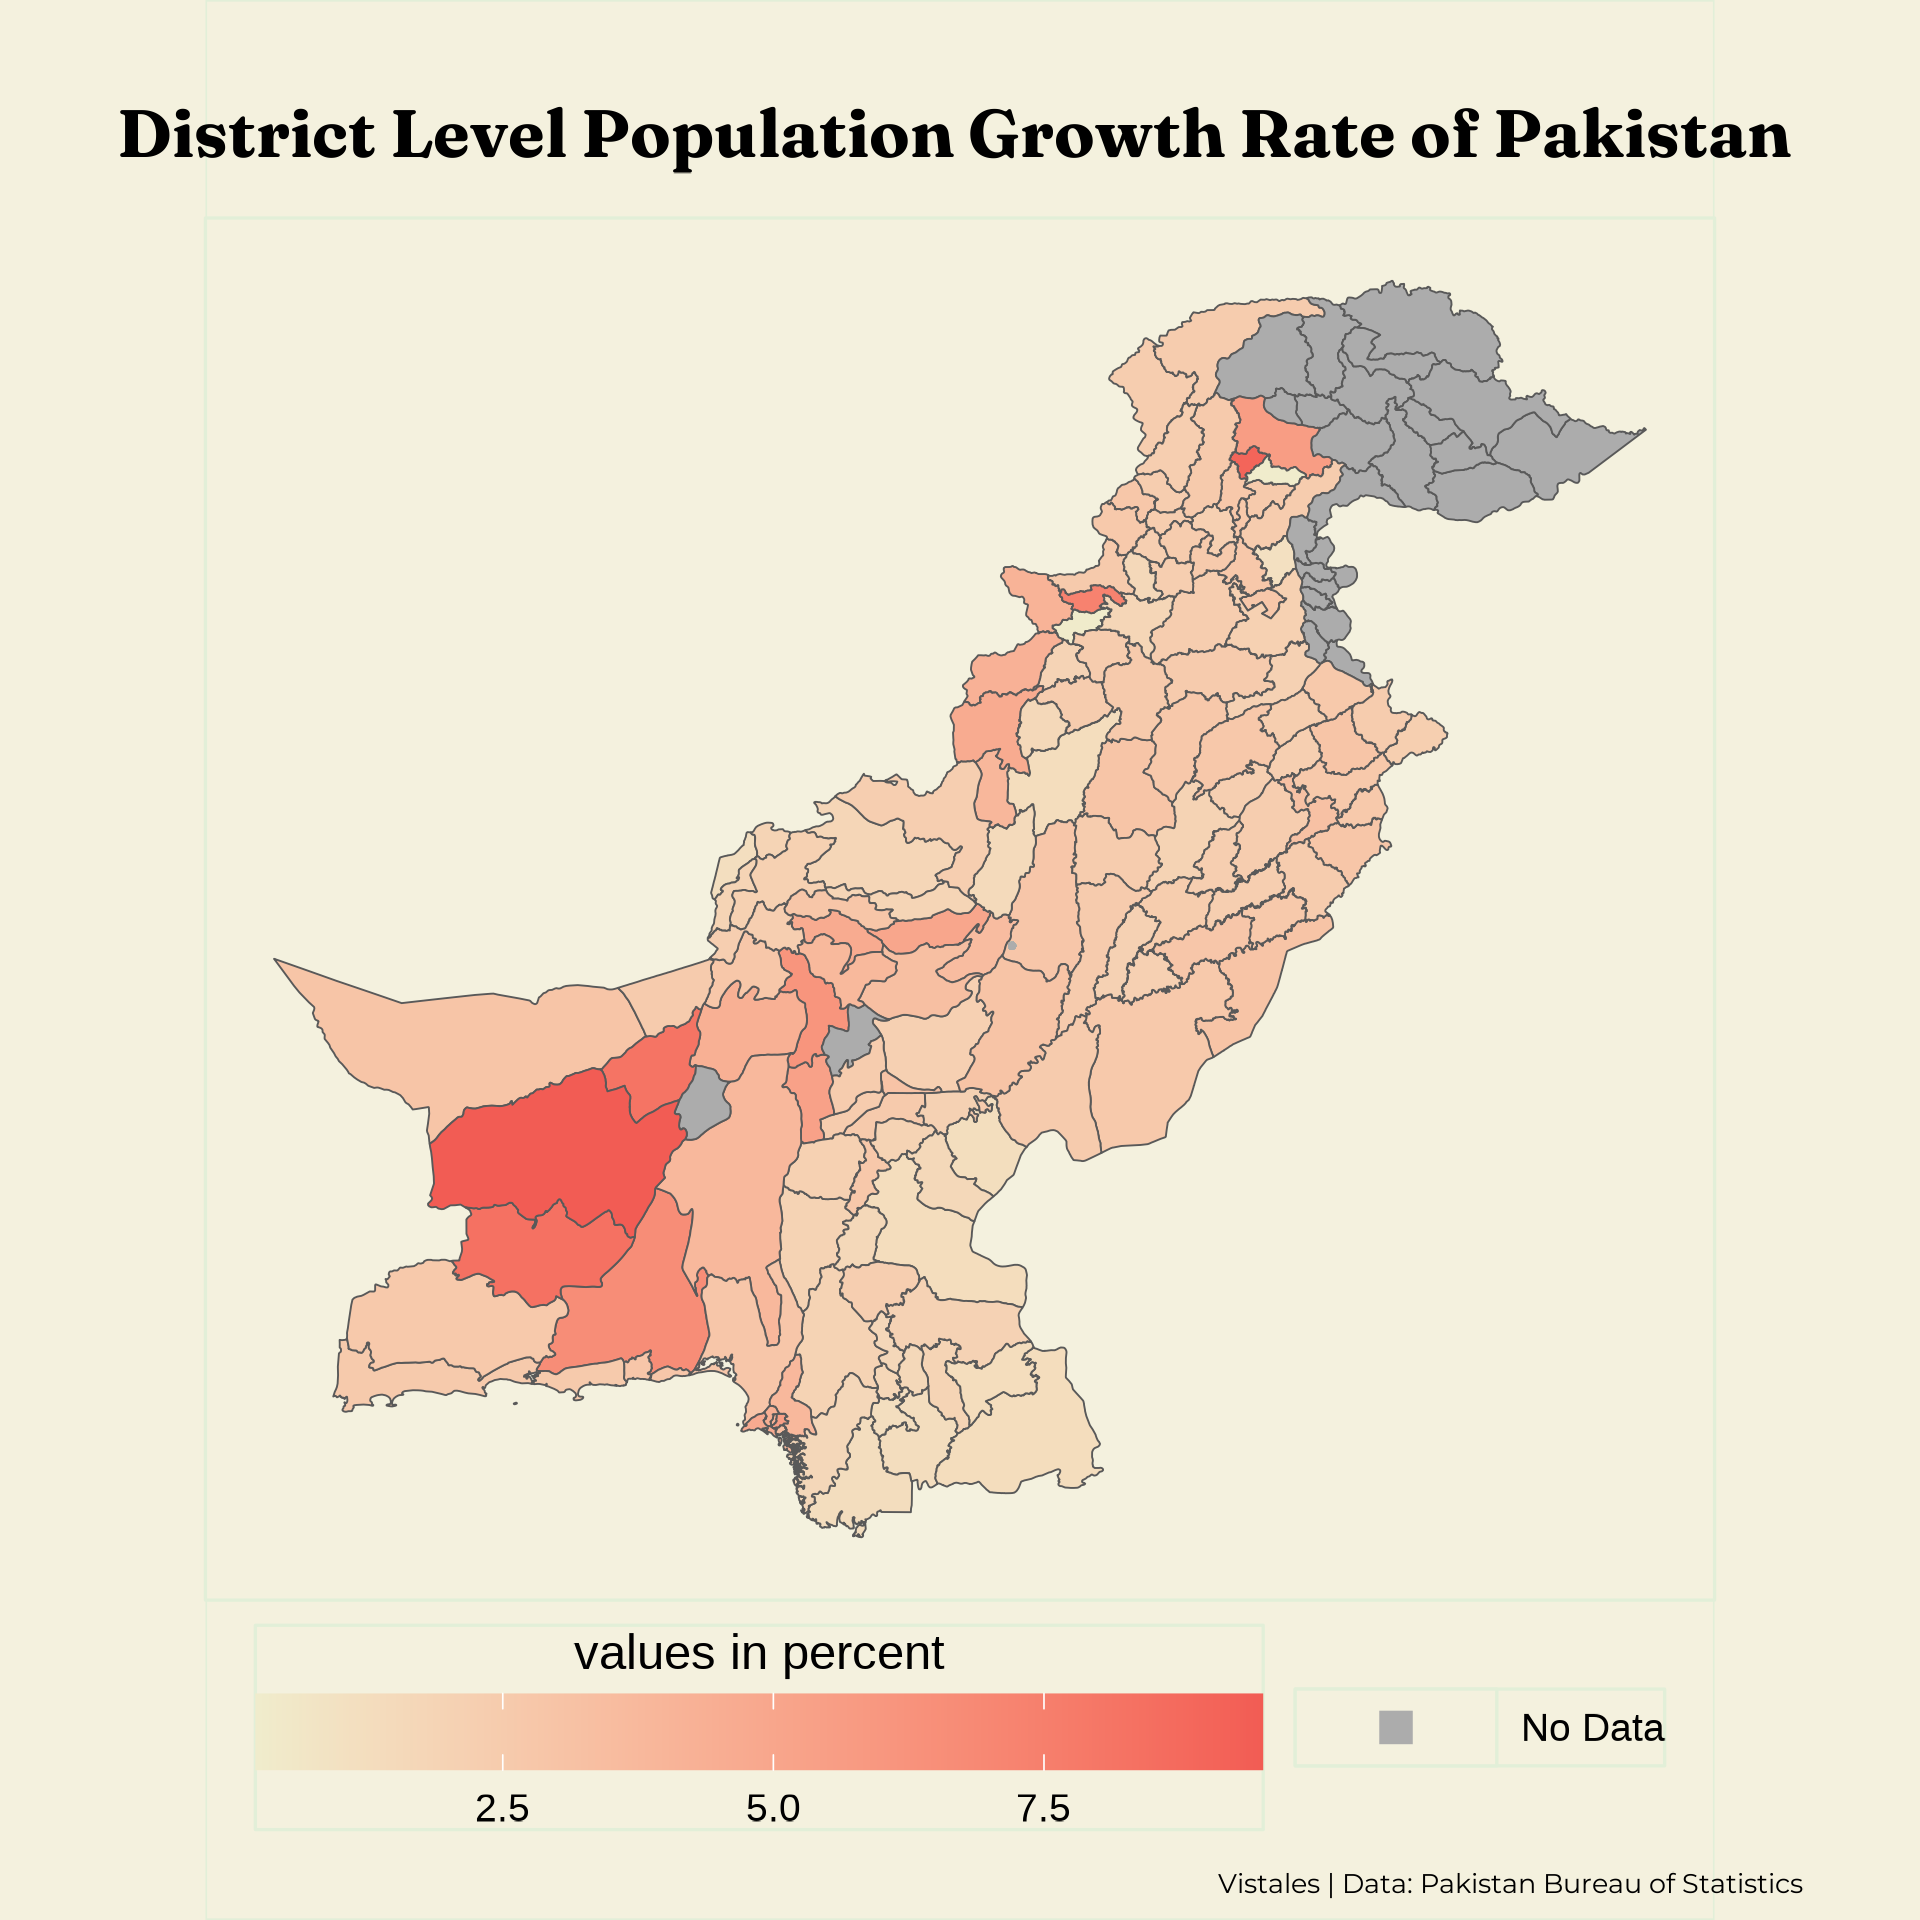 District Level Population Growth Rate of Pakistan
values in percent
2.5 5.0 7.5
No Data
Vistales | Data: Pakistan Bureau of Statistics